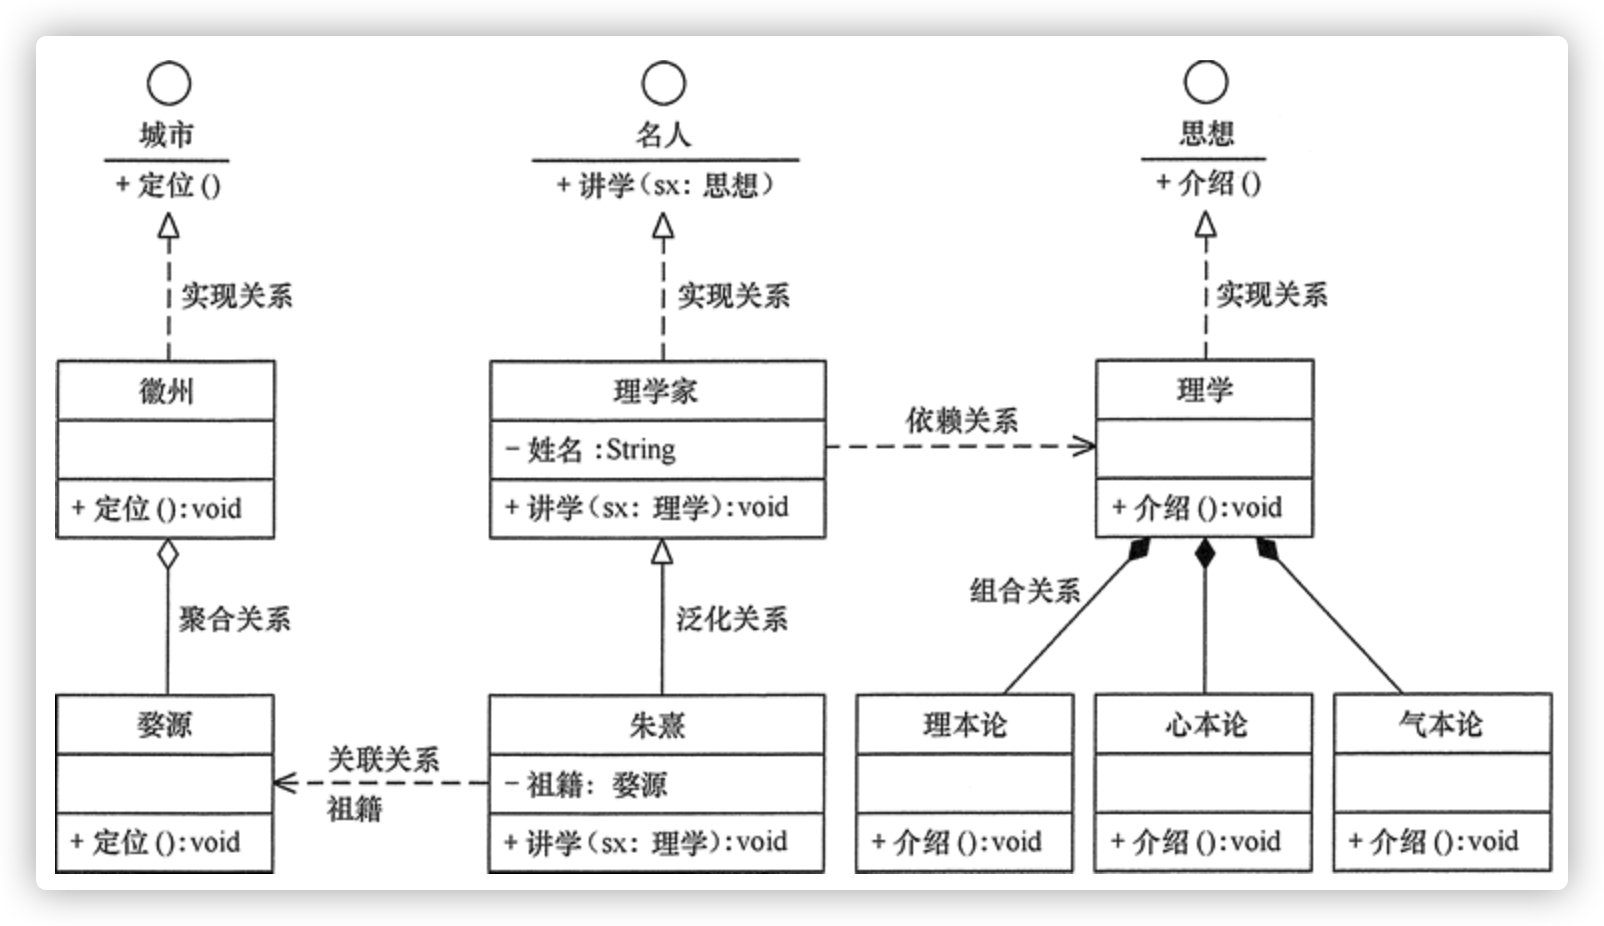 城市
+ 定位 ()
名人
+ 讲学（sx：思想）
思想
+ 介绍 ()
实现关系
实现关系
实现关系
徽州
+ 定位 ():void
理学家
- 姓名 :String
+ 讲学（sx：理学）:void
依赖关系
理学
+ 介绍 ():void
聚合关系
泛化关系
组合关系
婺源
+ 定位 ():void
关联关系
祖籍
朱熹
- 祖籍：婺源
+ 讲学（sx：理学）:void
理本论
+ 介绍 ():void
心本论
+ 介绍 ():void
气本论
+ 介绍 ():void